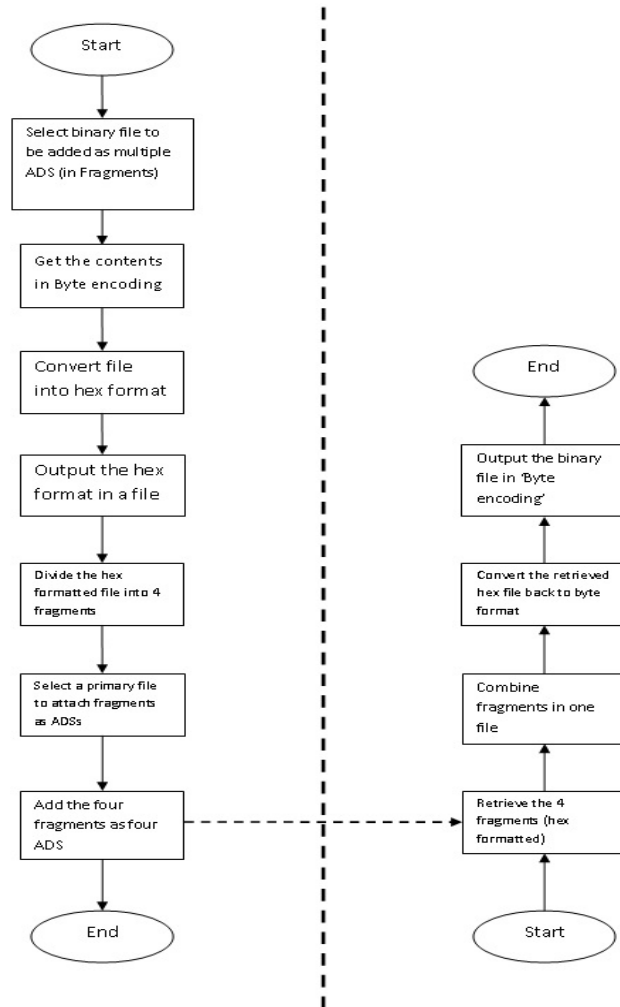 Start
Select binary file to
be added as multiple
ADS (in Fragments)
Get the contents
in Byte encoding
Convert file
into hex format
Output the hex
format in a file
Divide the hex
formatted file into 4
fragments
Select a primary file
to attach fragments
as ADSs
Add the four
fragments as four
ADS
End
End
Output the binary
file in ‘Byte
encoding’
Convert the retrieved
hex file back to byte
format
Combine
fragments in one
file
Retrieve the 4
fragments (hex
formatted)
Start